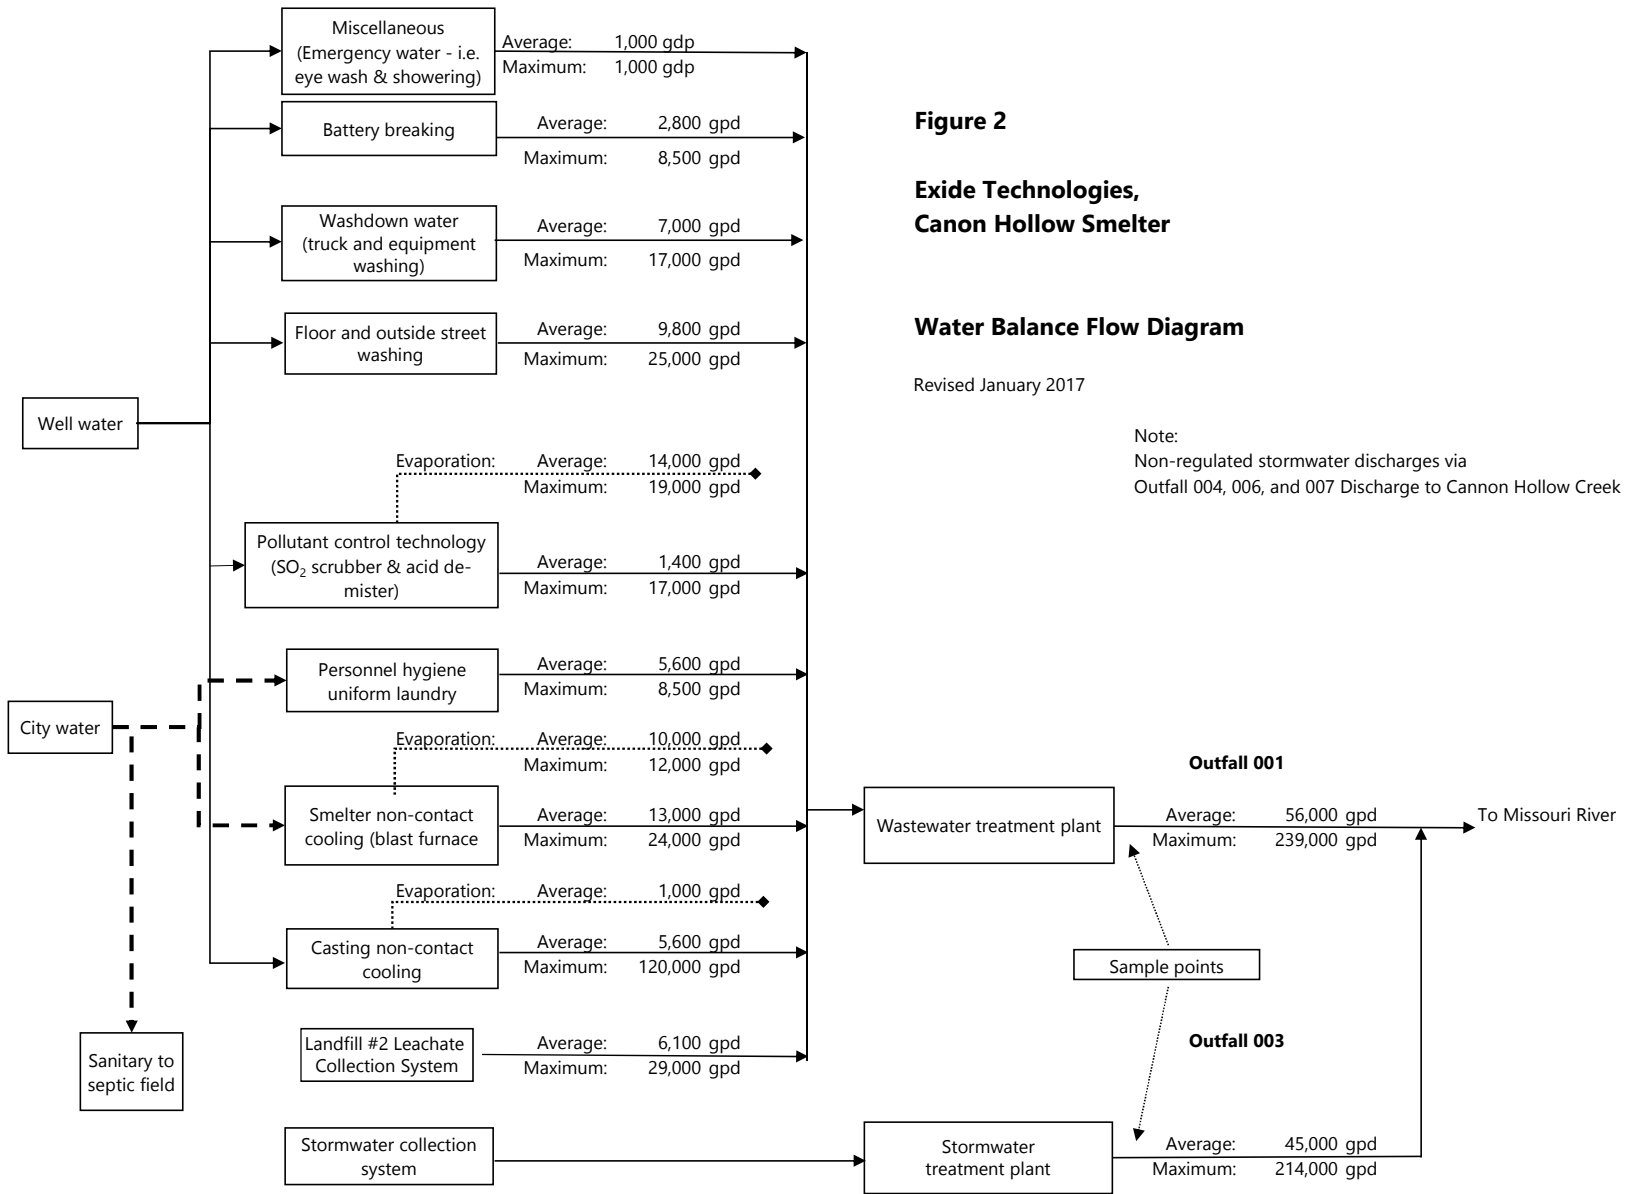 Miscellaneous
(Emergency water - i.e.
eye wash & showering)
Average: 1,000 gdp
Maximum: 1,000 gdp
Battery breaking
Average: 2,800 gpd
Maximum: 8,500 gpd
Washdown water
(truck and equipment
washing)
Average: 7,000 gpd
Maximum: 17,000 gpd
Floor and outside street
washing
Average: 9,800 gpd
Maximum: 25,000 gpd
Figure 2
Exide Technologies,
Canon Hollow Smelter
Water Balance Flow Diagram
Revised January 2017
Note:
Non-regulated stormwater discharges via
Outfall 004, 006, and 007 Discharge to Cannon Hollow Creek
Well water
Evaporation: Average: 14,000 gpd
Maximum: 19,000 gpd
Pollutant control technology
(SO₂ scrubber & acid de-
mister)
Average: 1,400 gpd
Maximum: 17,000 gpd
Personnel hygiene
uniform laundry
Average: 5,600 gpd
Maximum: 8,500 gpd
City water
Evaporation: Average: 10,000 gpd
Maximum: 12,000 gpd
Smelter non-contact
cooling (blast furnace
Average: 13,000 gpd
Maximum: 24,000 gpd
Evaporation: Average: 1,000 gpd
Casting non-contact
cooling
Average: 5,600 gpd
Maximum: 120,000 gpd
Landfill #2 Leachate
Collection System
Average: 6,100 gpd
Maximum: 29,000 gpd
Sanitary to
septic field
Stormwater collection
system
Outfall 001
Wastewater treatment plant
Average: 56,000 gpd
Maximum: 239,000 gpd
To Missouri River
Sample points
Outfall 003
Stormwater
treatment plant
Average: 45,000 gpd
Maximum: 214,000 gpd